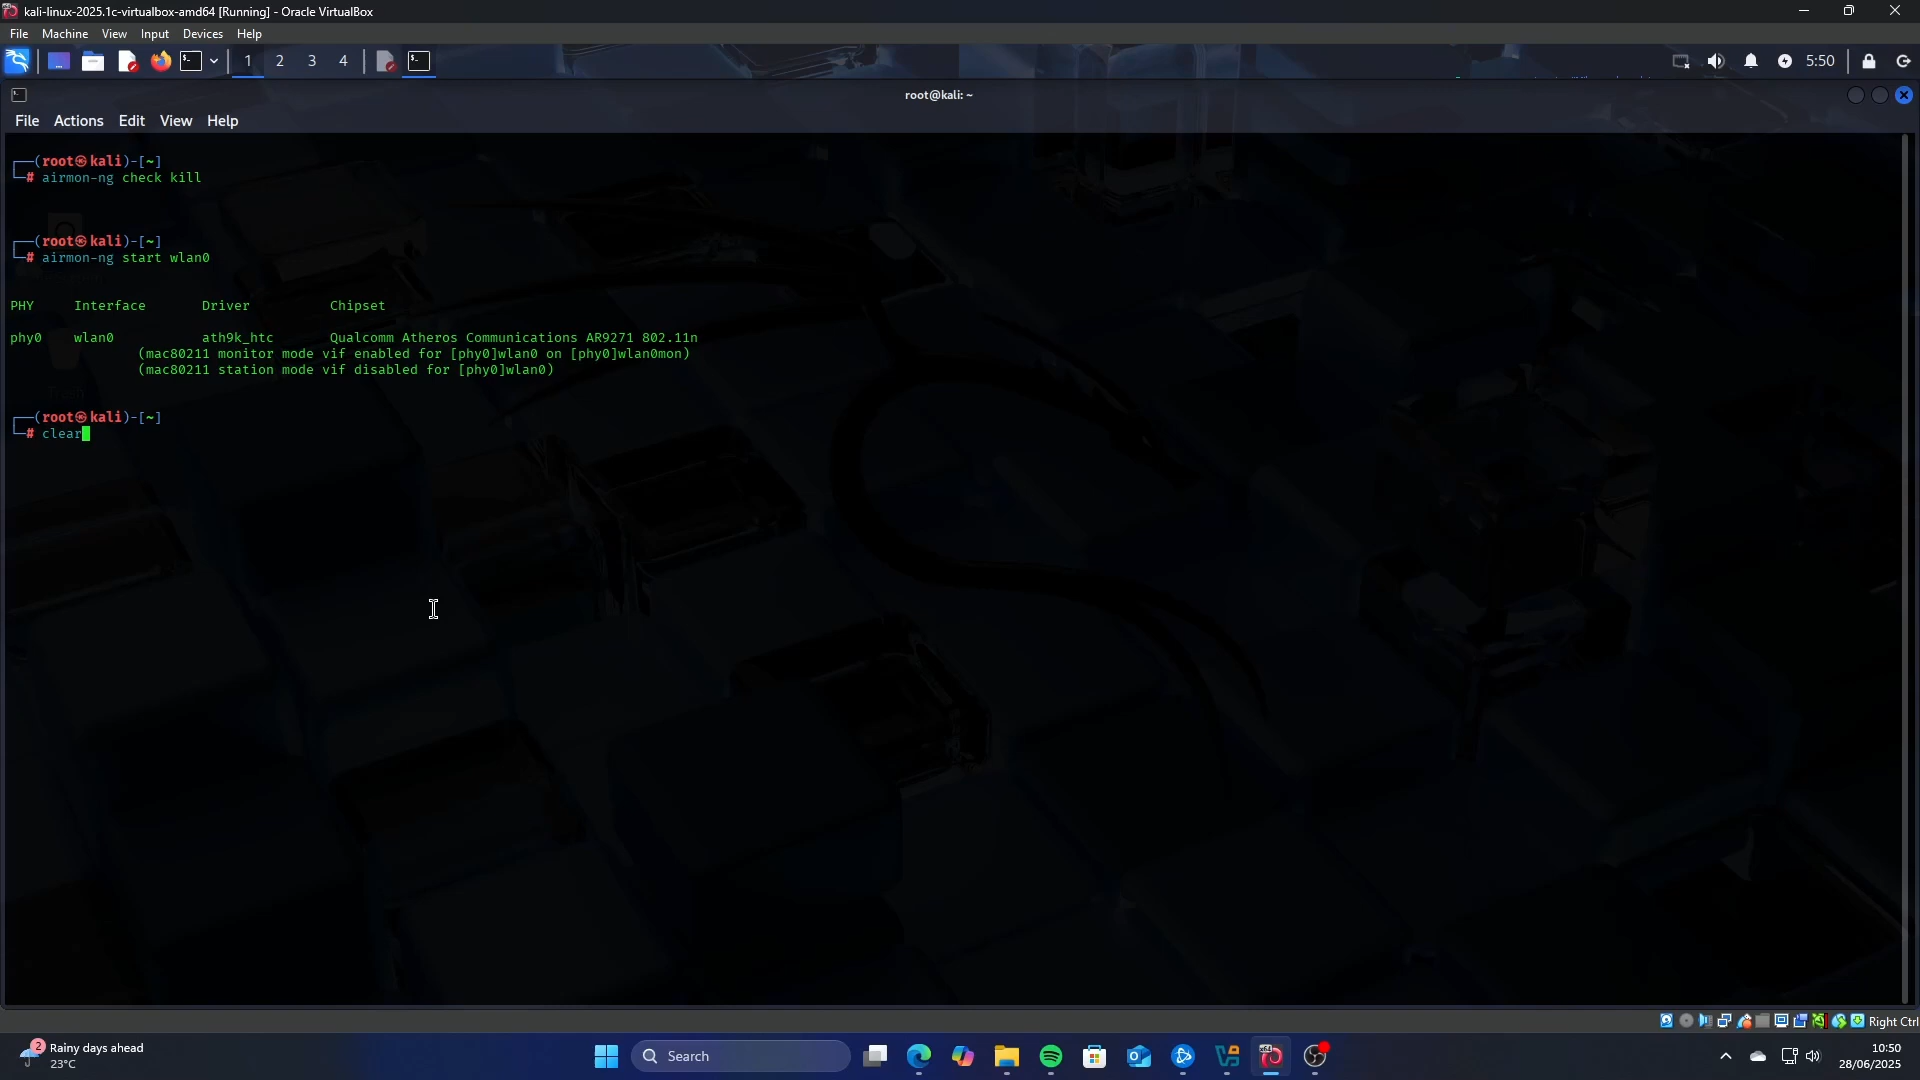 kali-linux-2025.1c-virtualbox-amd64 [Running] - Oracle VirtualBox
File Machine View Input Devices Help
1 2 3 4 5:50
root@kali: ~
File Actions Edit View Help
┌──(root㉿kali)-[~]
└─# airmon-ng check kill
┌──(root㉿kali)-[~]
└─# airmon-ng start wlan0
PHY Interface Driver Chipset
phy0 wlan0 ath9k_htc Qualcomm Atheros Communications AR9271 802.11n
(mac80211 monitor mode vif enabled for [phy0]wlan0 on [phy0]wlan0mon)
(mac80211 station mode vif disabled for [phy0]wlan0)
┌──(root㉿kali)-[~]
└─# clear
Right Ctrl
2
Rainy days ahead
23°C
Search
10:50
28/06/2025